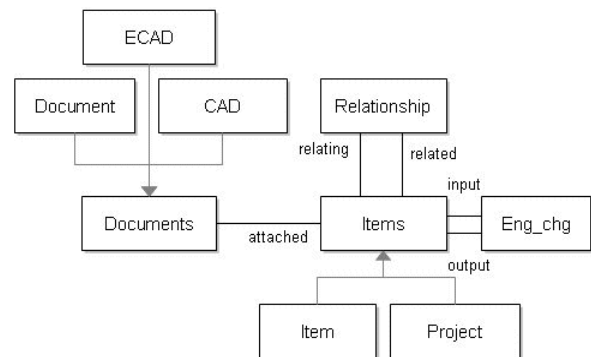 ECAD
Document
CAD
Relationship
relating
related
input
Documents
attached
Items
Eng_chg
output
Item
Project